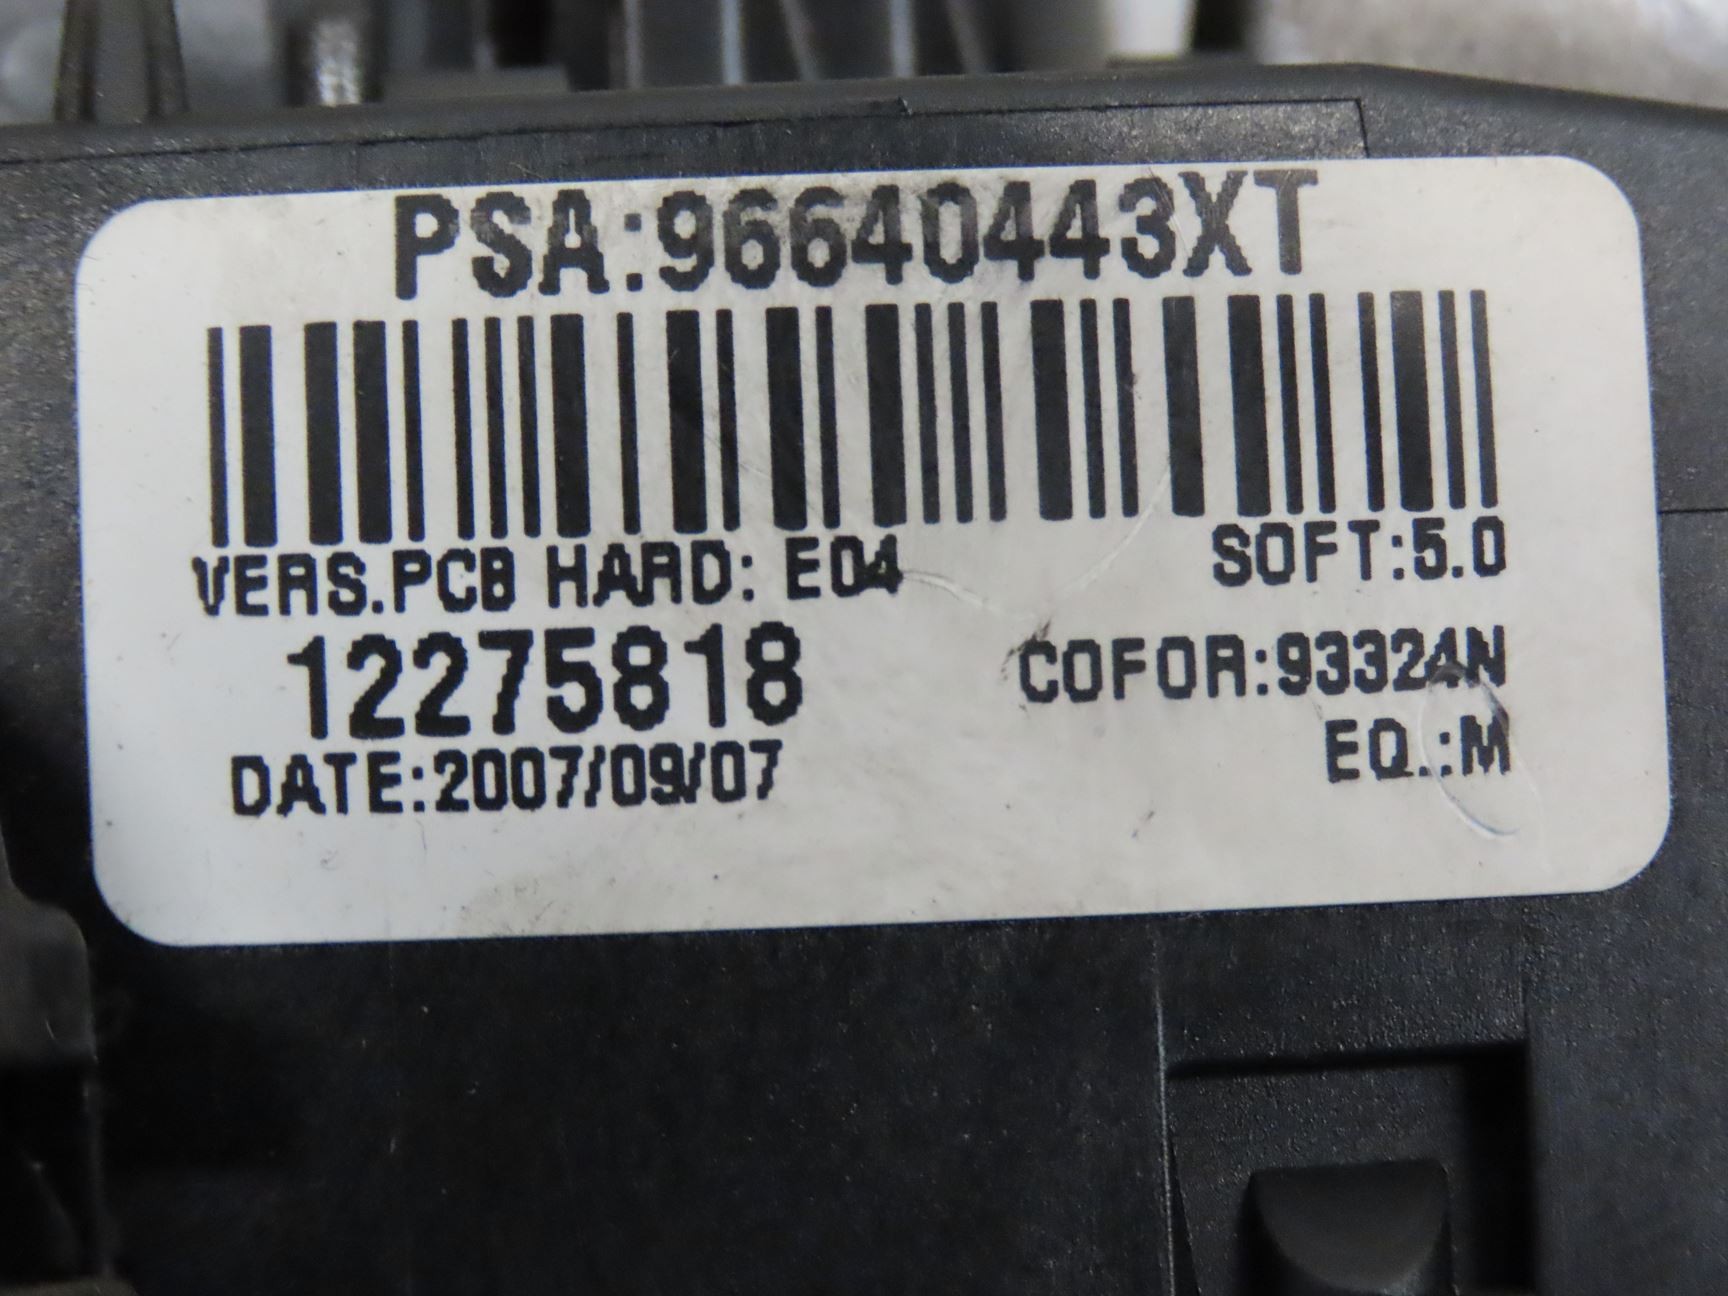 PSA:96640443XT
VERS.PCB HARD: E04 SOFT:5.0
12275818 COFOR:93324N
DATE:2007/09/07 EQ.:M